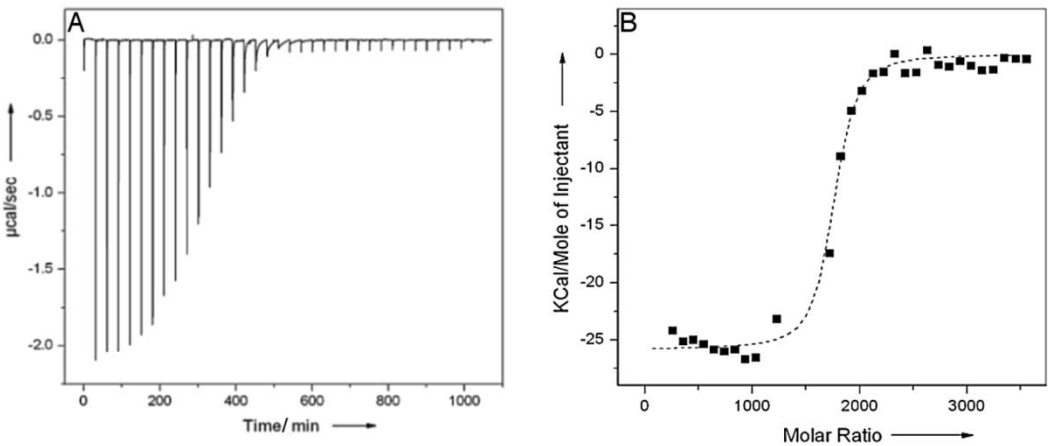 A
0.0
-0.5
-1.0
-1.5
-2.0
µcal/sec
0 200 400 600 800 1000
Time/ min
B
0
-5
-10
-15
-20
-25
KCal/Mole of Injectant
0 1000 2000 3000
Molar Ratio